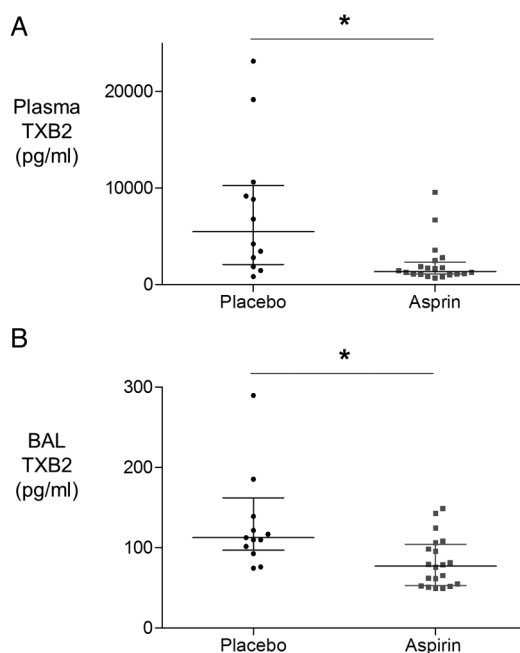 A
*
Plasma
TXB2
(pg/ml)
20000
10000
0
Placebo
Asprin
B
*
BAL
TXB2
(pg/ml)
300
200
100
0
Placebo
Aspirin